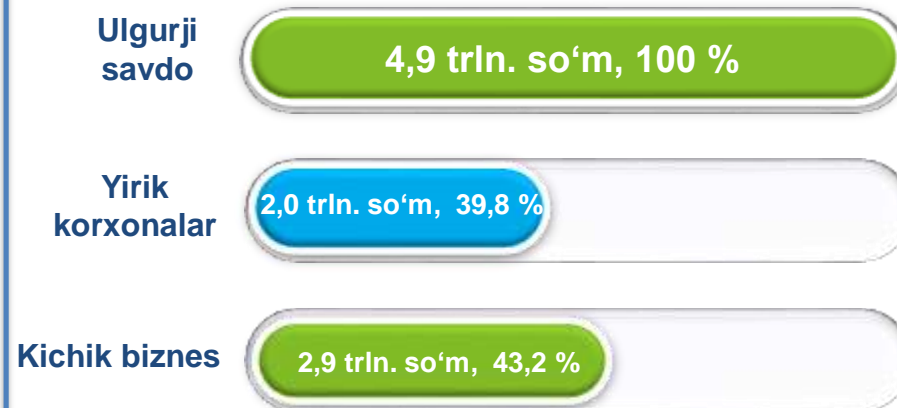 Ulgurji
savdo
4,9 trln. so‘m, 100 %
Yirik
korxonalar
2,0 trln. so‘m, 39,8 %
Kichik biznes
2,9 trln. so‘m, 43,2 %